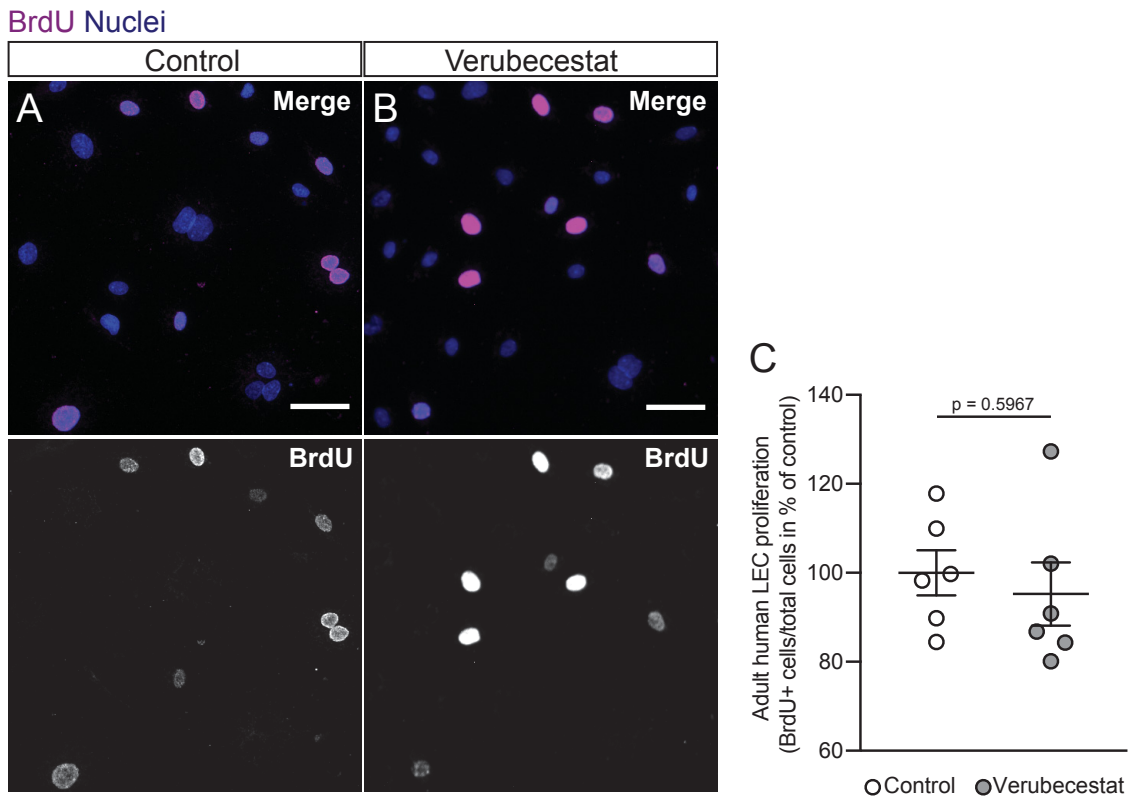 BrdU Nuclei
Control
Verubecestat
A
Merge
B
Merge
BrdU
BrdU
C
Adult human LEC proliferation
(BrdU+ cells/total cells in % of control)
140
120
100
80
60
p = 0.5967
Control
Verubecestat